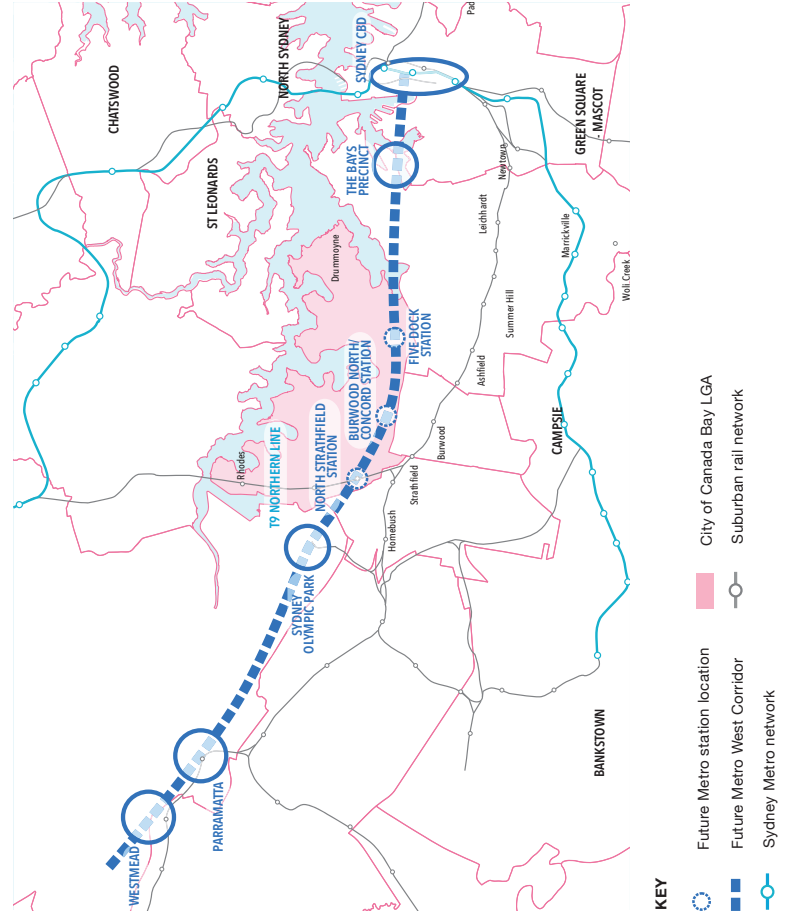 CHATSWOOD
NORTH SYDNEY
SYDNEY CBD
Pad
ST LEONARDS
THE BAYS
PRECINCT
GREEN SQUARE
- MASCOT
Newtown
Leichhardt
Marrickville
Woli Creek
Drummoyne
FIVE DOCK
STATION
Summer Hill
Ashfield
BURWOOD NORTH/
CONCORD STATION
CAMPSIE
Burwood
Strathfield
Rhodes
T9 NORTHERN LINE
NORTH STRATHFIELD
STATION
Homebush
SYDNEY
OLYMPIC PARK
BANKSTOWN
PARRAMATTA
WESTMEAD
KEY
Future Metro station location
Future Metro West Corridor
Sydney Metro network
City of Canada Bay LGA
Suburban rail network